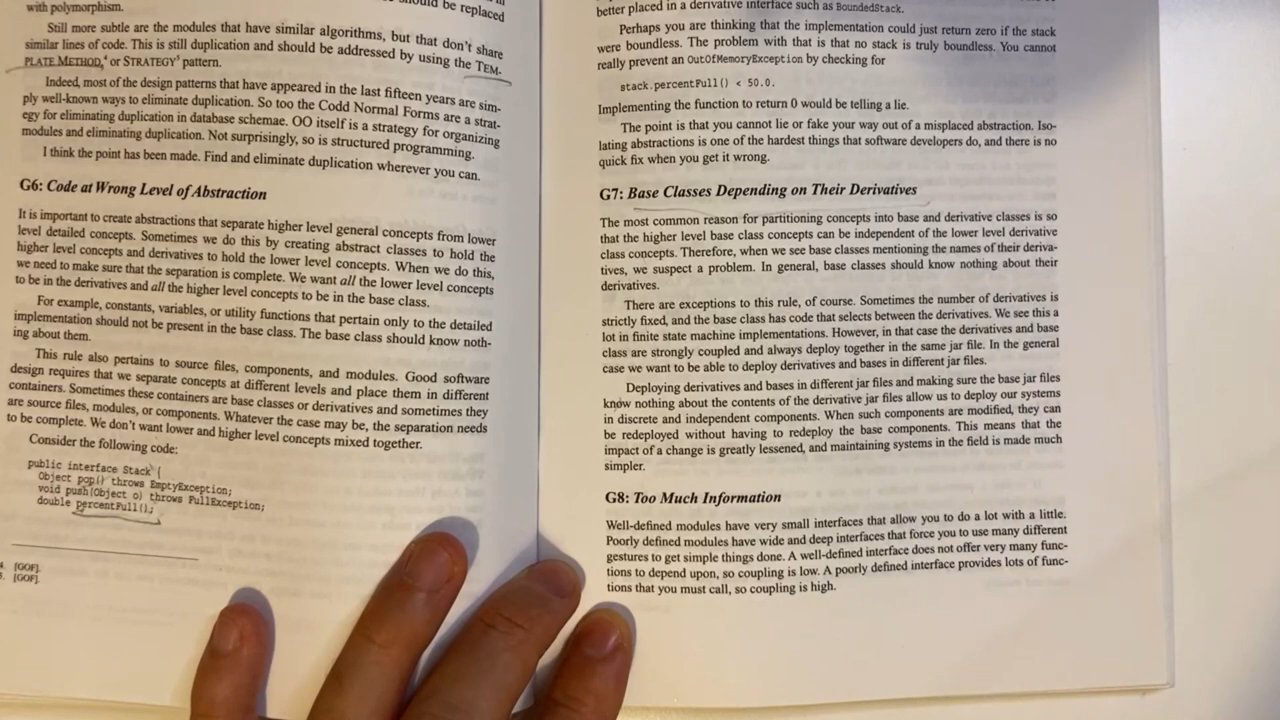 should be replaced
with polymorphism.
Still more subtle are the modules that have similar algorithms, but that don't share
similar lines of code. This is still duplication and should be addressed by using the TEM-
PLATE METHOD,4 or STRATEGY5 pattern.
Indeed, most of the design patterns that have appeared in the last fifteen years are sim-
ply well-known ways to eliminate duplication. So too the Codd Normal Forms are a strat-
egy for eliminating duplication in database schemae. OO itself is a strategy for organizing
modules and eliminating duplication. Not surprisingly, so is structured programming.
I think the point has been made. Find and eliminate duplication wherever you can.
G6: Code at Wrong Level of Abstraction
It is important to create abstractions that separate higher level general concepts from lower
level detailed concepts. Sometimes we do this by creating abstract classes to hold the
higher level concepts and derivatives to hold the lower level concepts. When we do this,
we need to make sure that the separation is complete. We want all the lower level concepts
to be in the derivatives and all the higher level concepts to be in the base class.
For example, constants, variables, or utility functions that pertain only to the detailed
implementation should not be present in the base class. The base class should know noth-
ing about them.
This rule also pertains to source files, components, and modules. Good software
design requires that we separate concepts at different levels and place them in different
containers. Sometimes these containers are base classes or derivatives and sometimes they
are source files, modules, or components. Whatever the case may be, the separation needs
to be complete. We don't want lower and higher level concepts mixed together.
Consider the following code:
public interface Stack {
Object pop() throws EmptyException;
void push(Object o) throws FullException;
double percentFull();
4. [GOF].
5. [GOF].
better placed in a derivative interface such as BoundedStack.
Perhaps you are thinking that the implementation could just return zero if the stack
were boundless. The problem with that is that no stack is truly boundless. You cannot
really prevent an OutOfMemoryException by checking for
stack.percentFull() < 50.0.
Implementing the function to return 0 would be telling a lie.
The point is that you cannot lie or fake your way out of a misplaced abstraction. Iso-
lating abstractions is one of the hardest things that software developers do, and there is no
quick fix when you get it wrong.
G7: Base Classes Depending on Their Derivatives
The most common reason for partitioning concepts into base and derivative classes is so
that the higher level base class concepts can be independent of the lower level derivative
class concepts. Therefore, when we see base classes mentioning the names of their deriva-
tives, we suspect a problem. In general, base classes should know nothing about their
derivatives.
There are exceptions to this rule, of course. Sometimes the number of derivatives is
strictly fixed, and the base class has code that selects between the derivatives. We see this a
lot in finite state machine implementations. However, in that case the derivatives and base
class are strongly coupled and always deploy together in the same jar file. In the general
case we want to be able to deploy derivatives and bases in different jar files.
Deploying derivatives and bases in different jar files and making sure the base jar files
know nothing about the contents of the derivative jar files allow us to deploy our systems
in discrete and independent components. When such components are modified, they can
be redeployed without having to redeploy the base components. This means that the
impact of a change is greatly lessened, and maintaining systems in the field is made much
simpler.
G8: Too Much Information
Well-defined modules have very small interfaces that allow you to do a lot with a little.
Poorly defined modules have wide and deep interfaces that force you to use many different
gestures to get simple things done. A well-defined interface does not offer very many func-
tions to depend upon, so coupling is low. A poorly defined interface provides lots of func-
tions that you must call, so coupling is high.